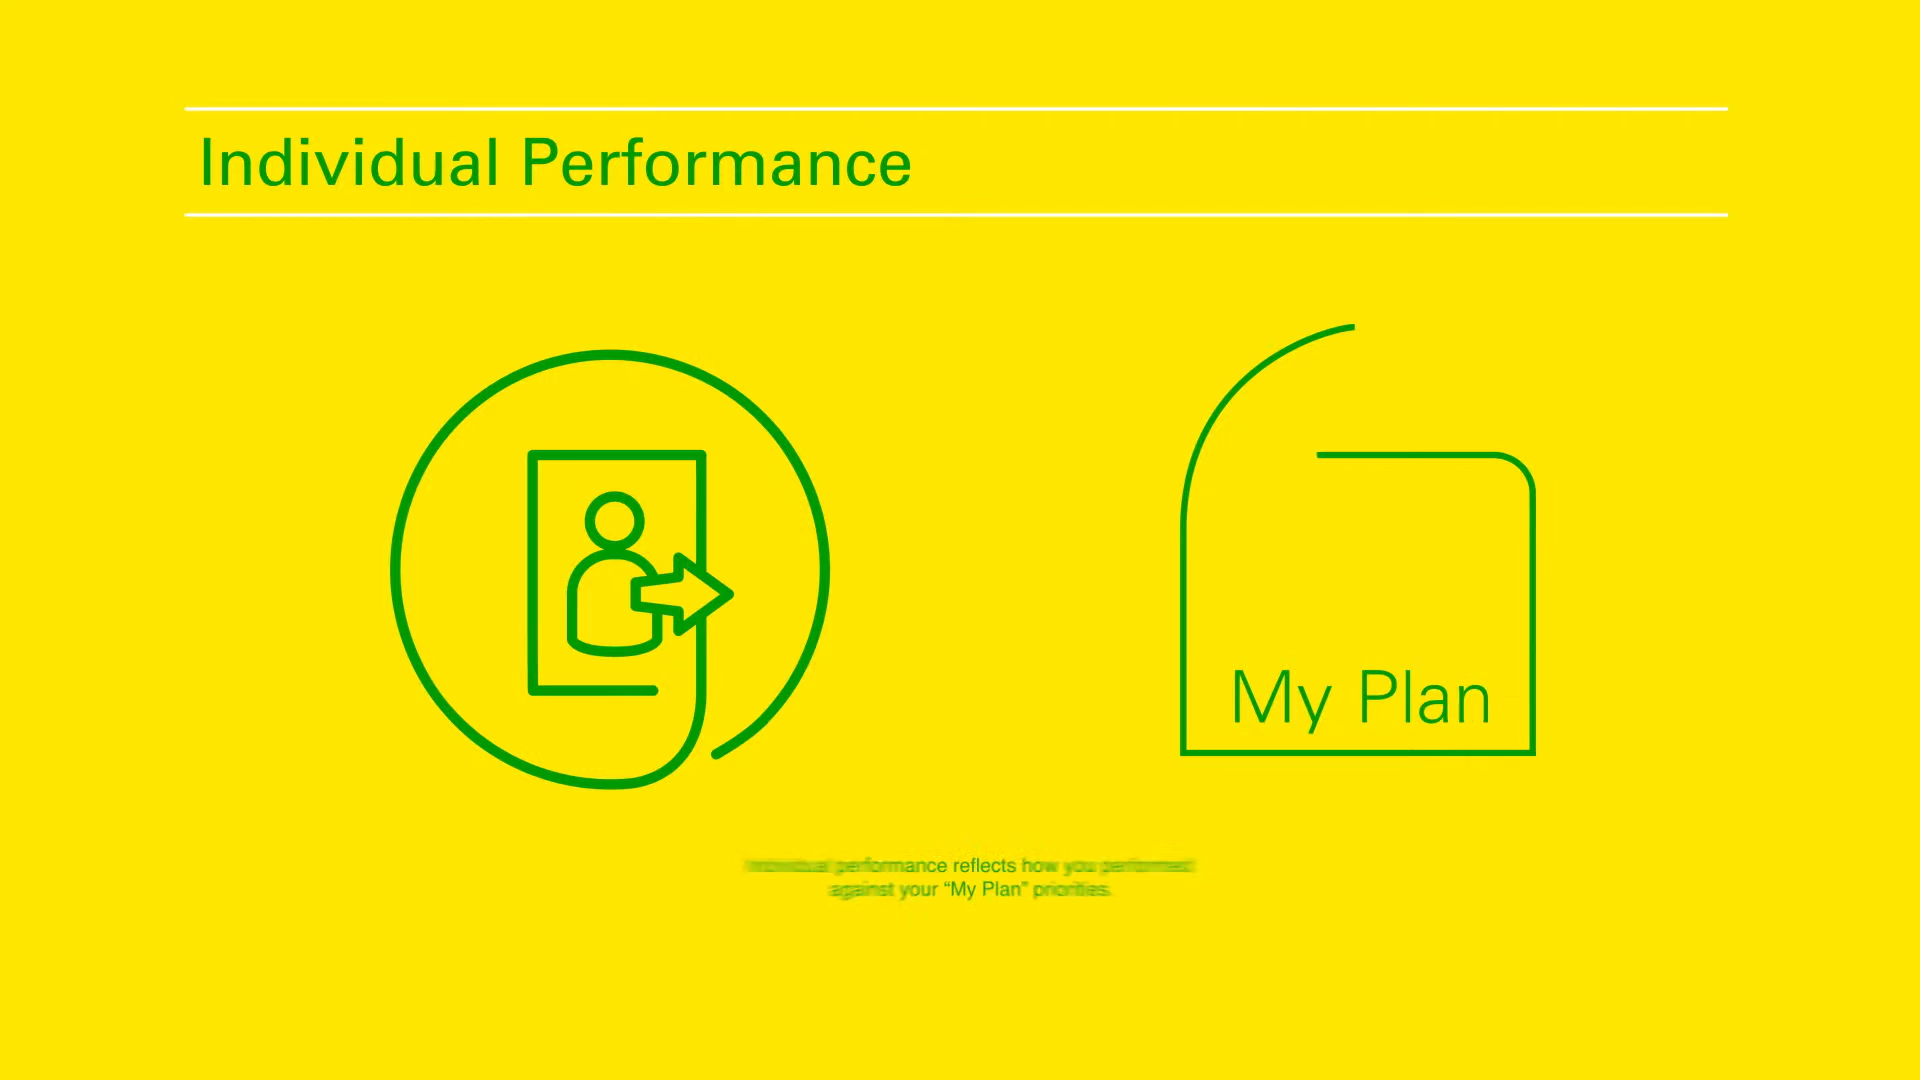 Individual Performance
My Plan
Individual performance reflects how you performed
against your “My Plan” priorities.